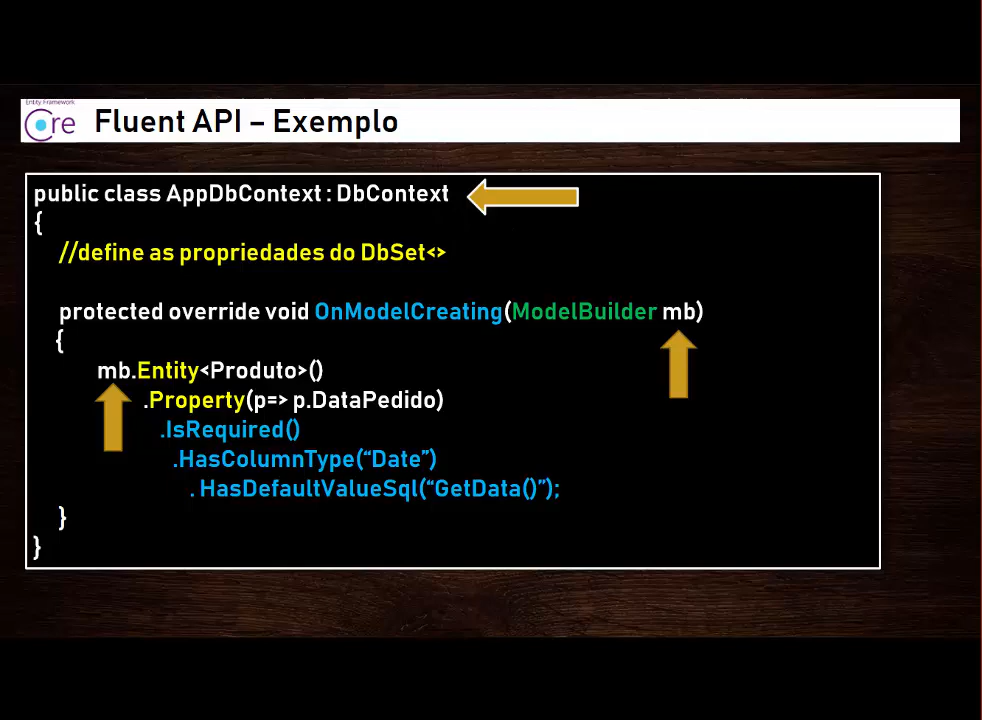 Entity Framework
Core
Fluent API – Exemplo
public class AppDbContext : DbContext
{
//define as propriedades do DbSet<>
protected override void OnModelCreating(ModelBuilder mb)
{
mb.Entity<Produto>()
.Property(p=> p.DataPedido)
.IsRequired()
.HasColumnType(“Date”)
. HasDefaultValueSql(“GetData()”);
}
}